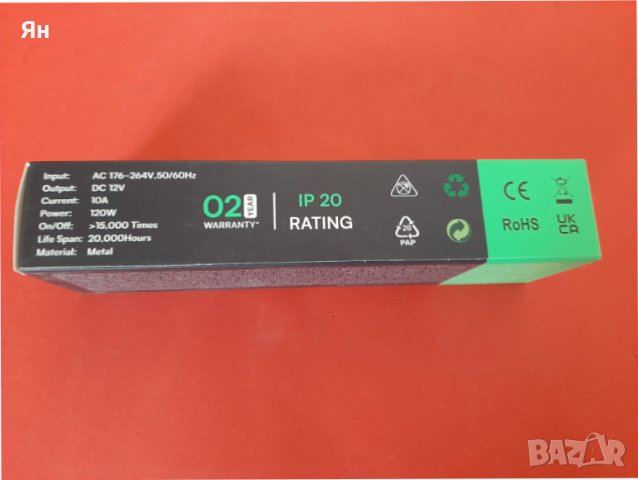 Ян
Input: AC 176-264V,50/60Hz
Output: DC 12V
Current: 10A
Power: 120W
On/Off: >15,000 Times
Life Span: 20,000Hours
Material: Metal
02 YEAR
WARRANTY*
IP 20
RATING
20
PAP
CE
RoHS
UK
CA
BAZAR